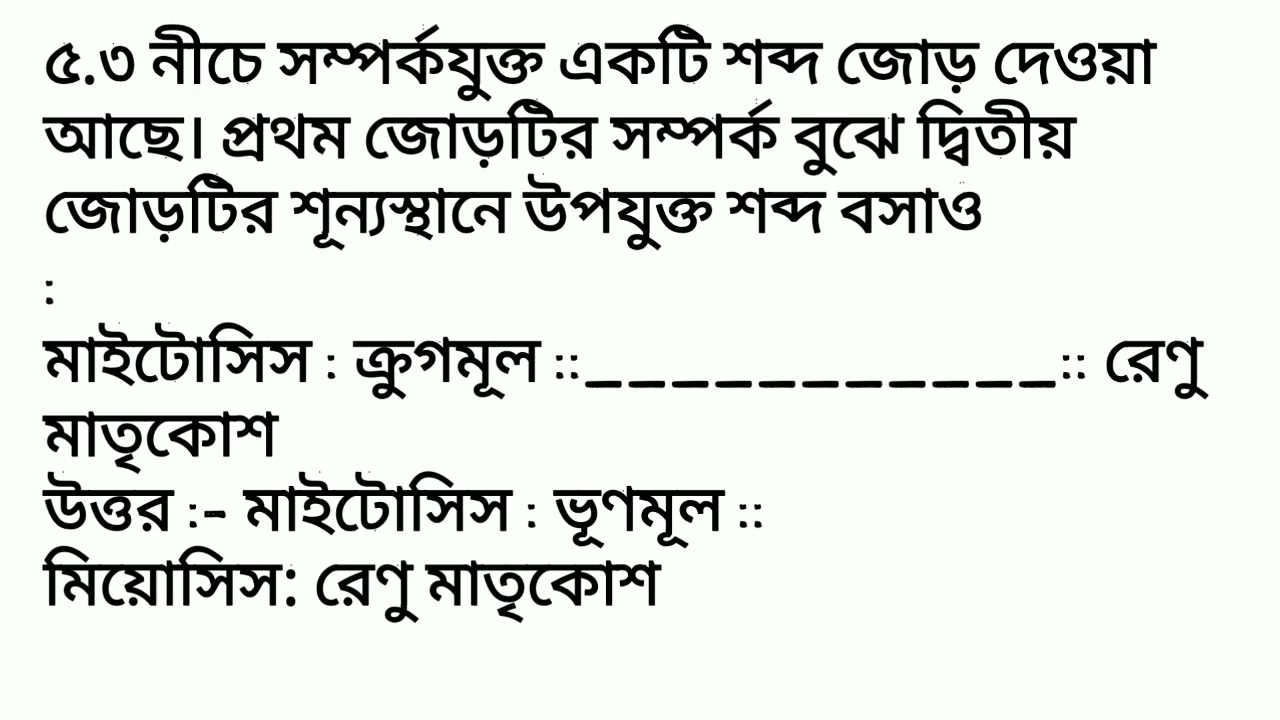 ৫.৩ নীচে সম্পর্কযুক্ত একটি শব্দ জোড় দেওয়া
আছে। প্রথম জোড়টির সম্পর্ক বুঝে দ্বিতীয়
জোড়টির শূন্যস্থানে উপযুক্ত শব্দ বসাও
:
মাইটোসিস : ক্রুগমূল ::___________:: রেণু
মাতৃকোশ
উত্তর :- মাইটোসিস : ভূণমূল ::
মিয়োসিস: রেণু মাতৃকোশ